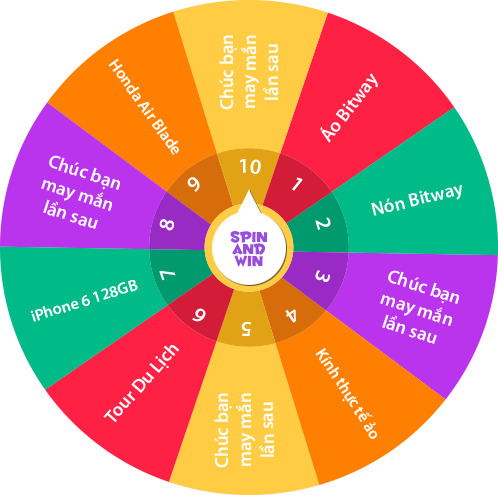 Chúc bạn
may mắn
lần sau
10
Áo Bitway
1
Nón Bitway
2
Chúc bạn
may mắn
lần sau
3
Kính thực tế ảo
4
Chúc bạn
may mắn
lần sau
5
Tour Du Lịch
6
iPhone 6 128GB
7
Chúc bạn
may mắn
lần sau
8
Honda Air Blade
9
SPIN
AND
WIN